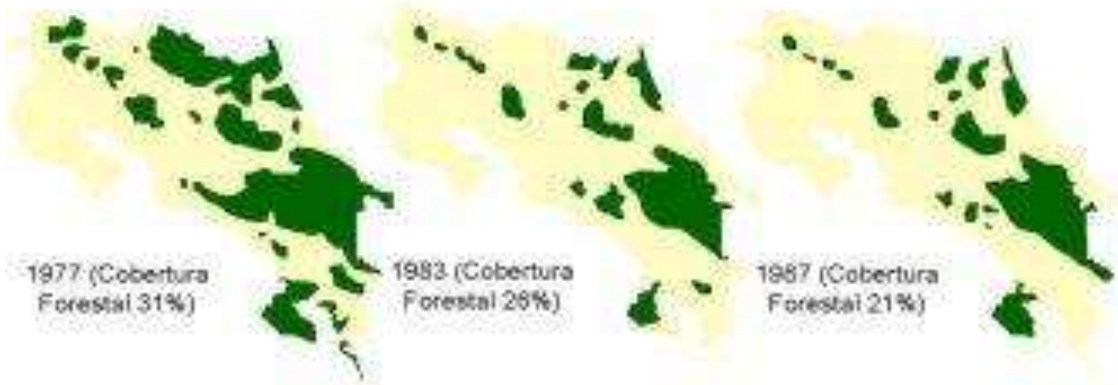 1977 (Cobertura
Forestal 31%)
1983 (Cobertura
Forestal 26%)
1987 (Cobertura
Forestal 21%)